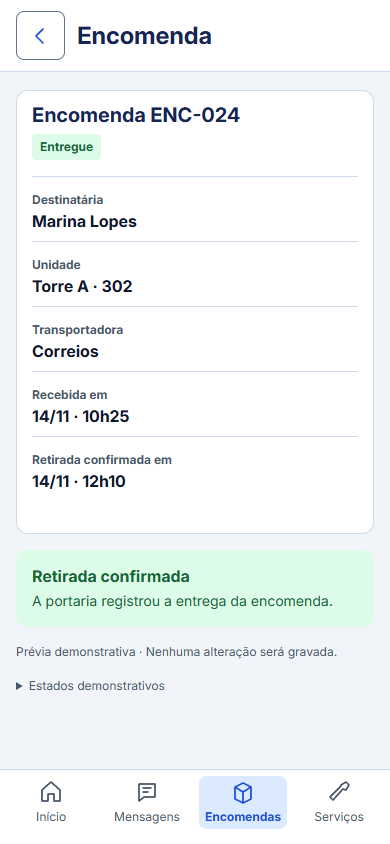 Encomenda
Encomenda ENC-024
Entregue
Destinatária
Marina Lopes
Unidade
Torre A · 302
Transportadora
Correios
Recebida em
14/11 · 10h25
Retirada confirmada em
14/11 · 12h10
Retirada confirmada
A portaria registrou a entrega da encomenda.
Prévia demonstrativa · Nenhuma alteração será gravada.
Estados demonstrativos
Início
Mensagens
Encomendas
Serviços